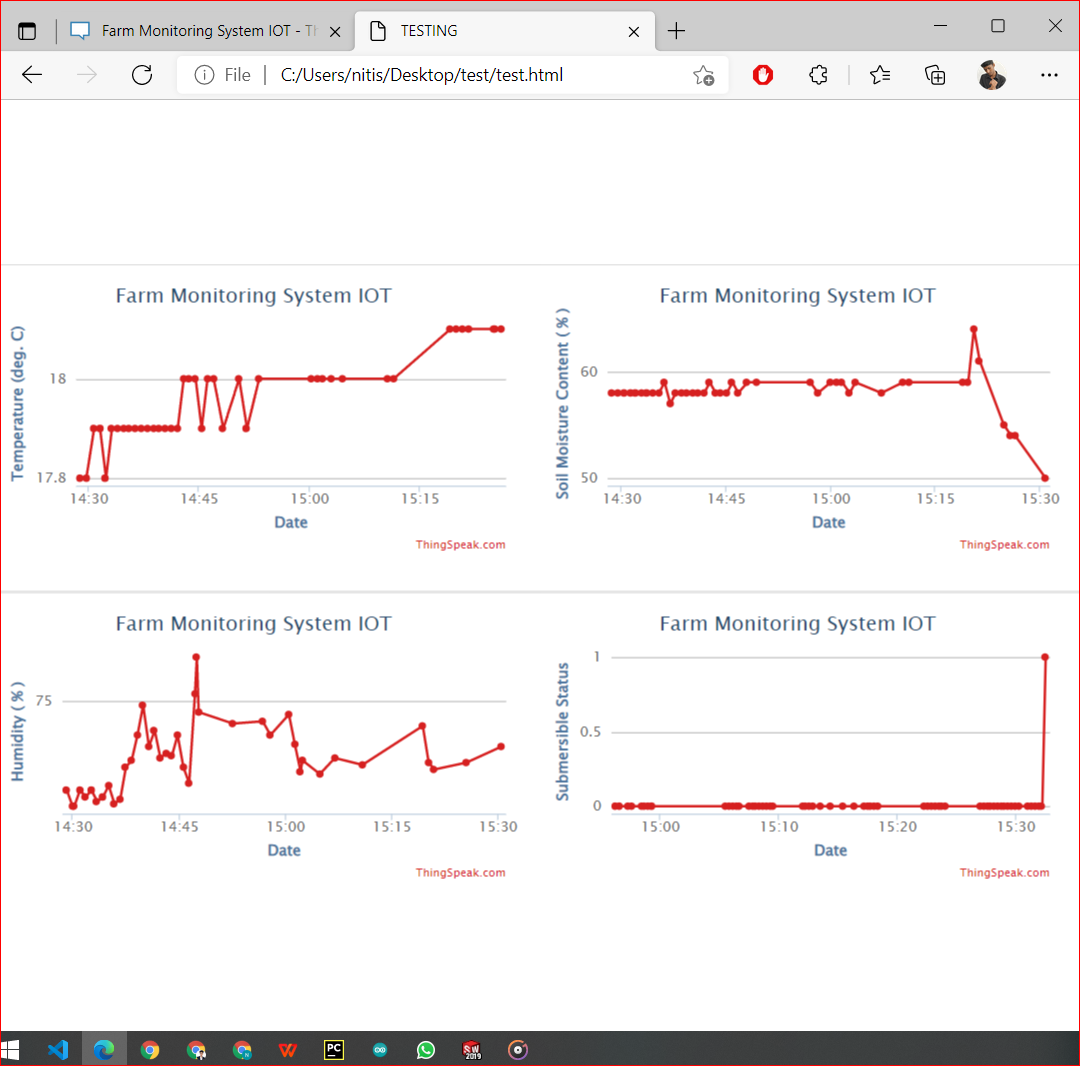 Farm Monitoring System IOT - Th
TESTING
File
C:/Users/nitis/Desktop/test/test.html
Farm Monitoring System IOT
Temperature (deg. C)
18
17.8
14:30 14:45 15:00 15:15
Date
ThingSpeak.com
Farm Monitoring System IOT
Soil Moisture Content ( % )
60
50
14:30 14:45 15:00 15:15 15:30
Date
ThingSpeak.com
Farm Monitoring System IOT
Humidity ( % )
75
14:30 14:45 15:00 15:15 15:30
Date
ThingSpeak.com
Farm Monitoring System IOT
Submersible Status
1
0.5
0
15:00 15:10 15:20 15:30
Date
ThingSpeak.com
PC
SW
2019